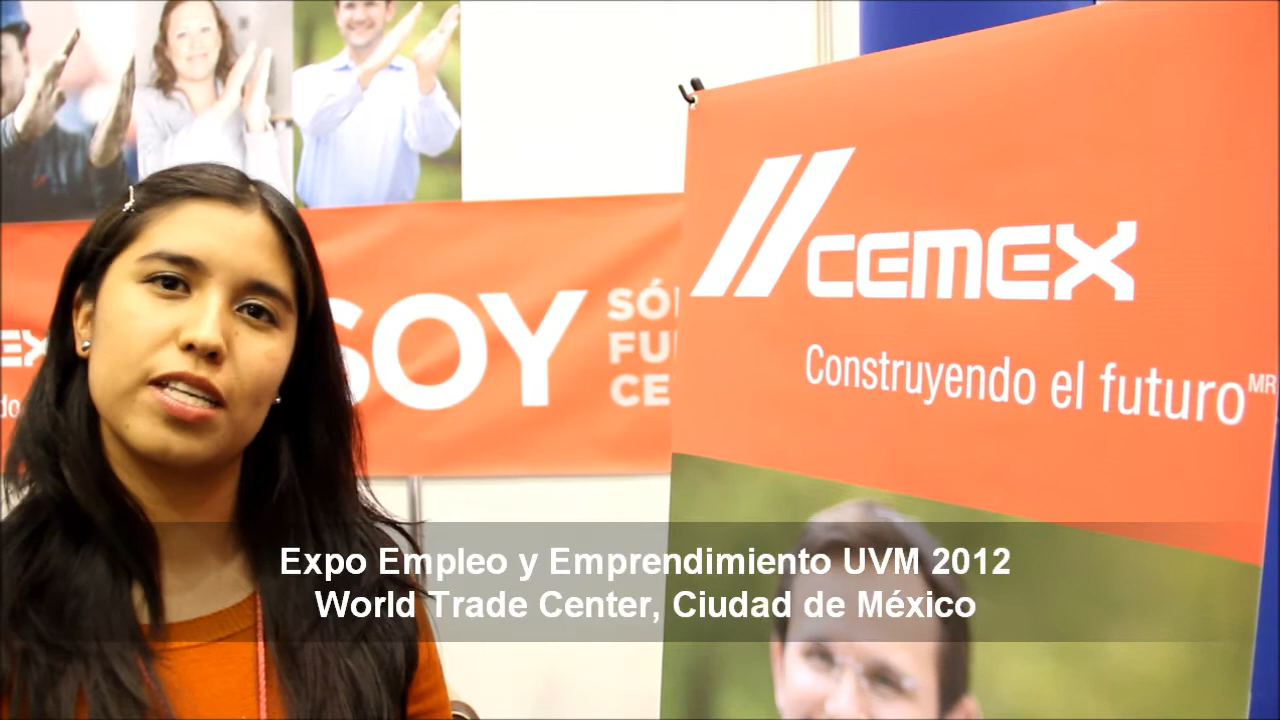 CEMEX
Construyendo el futuro MR
SOY
Expo Empleo y Emprendimiento UVM 2012
World Trade Center, Ciudad de México